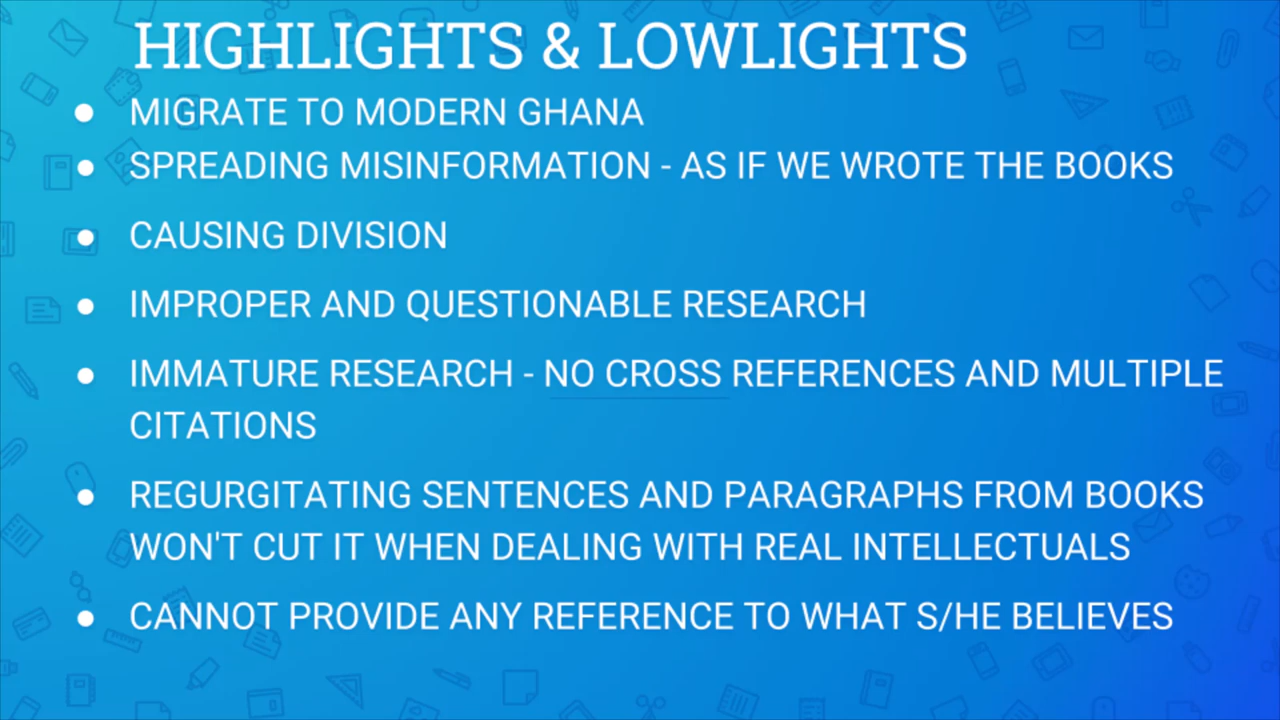 HIGHLIGHTS & LOWLIGHTS
● MIGRATE TO MODERN GHANA
● SPREADING MISINFORMATION - AS IF WE WROTE THE BOOKS
● CAUSING DIVISION
● IMPROPER AND QUESTIONABLE RESEARCH
● IMMATURE RESEARCH - NO CROSS REFERENCES AND MULTIPLE
CITATIONS
● REGURGITATING SENTENCES AND PARAGRAPHS FROM BOOKS
WON'T CUT IT WHEN DEALING WITH REAL INTELLECTUALS
● CANNOT PROVIDE ANY REFERENCE TO WHAT S/HE BELIEVES